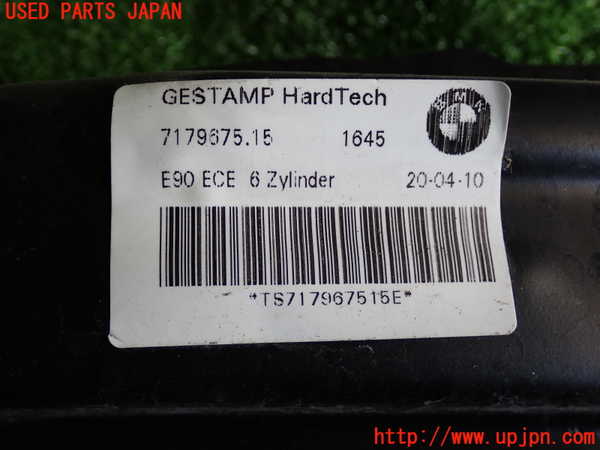 USED PARTS JAPAN
GESTAMP HardTech
BMW
7179675.15 1645
E90 ECE 6 Zylinder 20-04-10
*TS717967515E*
http://www.upjpn.com/